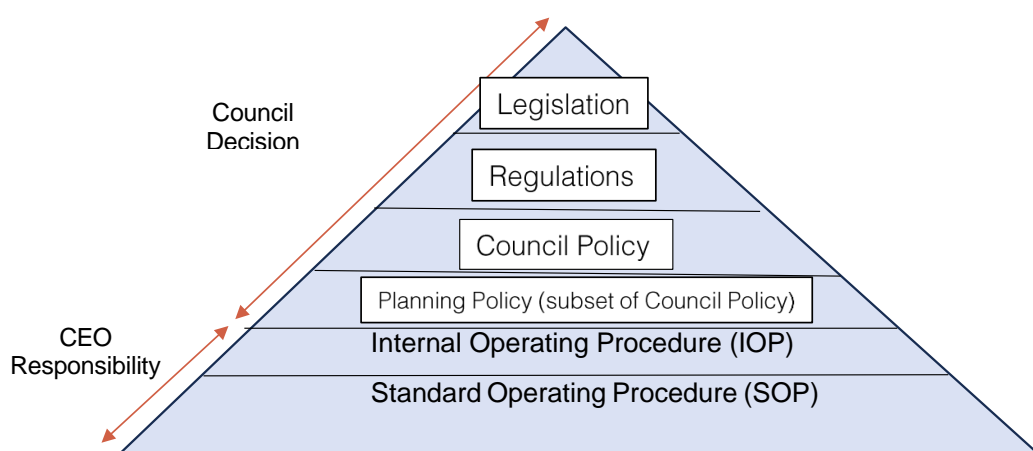 Legislation
Council
Decision
Regulations
Council Policy
Planning Policy (subset of Council Policy)
CEO
Responsibility
Internal Operating Procedure (IOP)
Standard Operating Procedure (SOP)